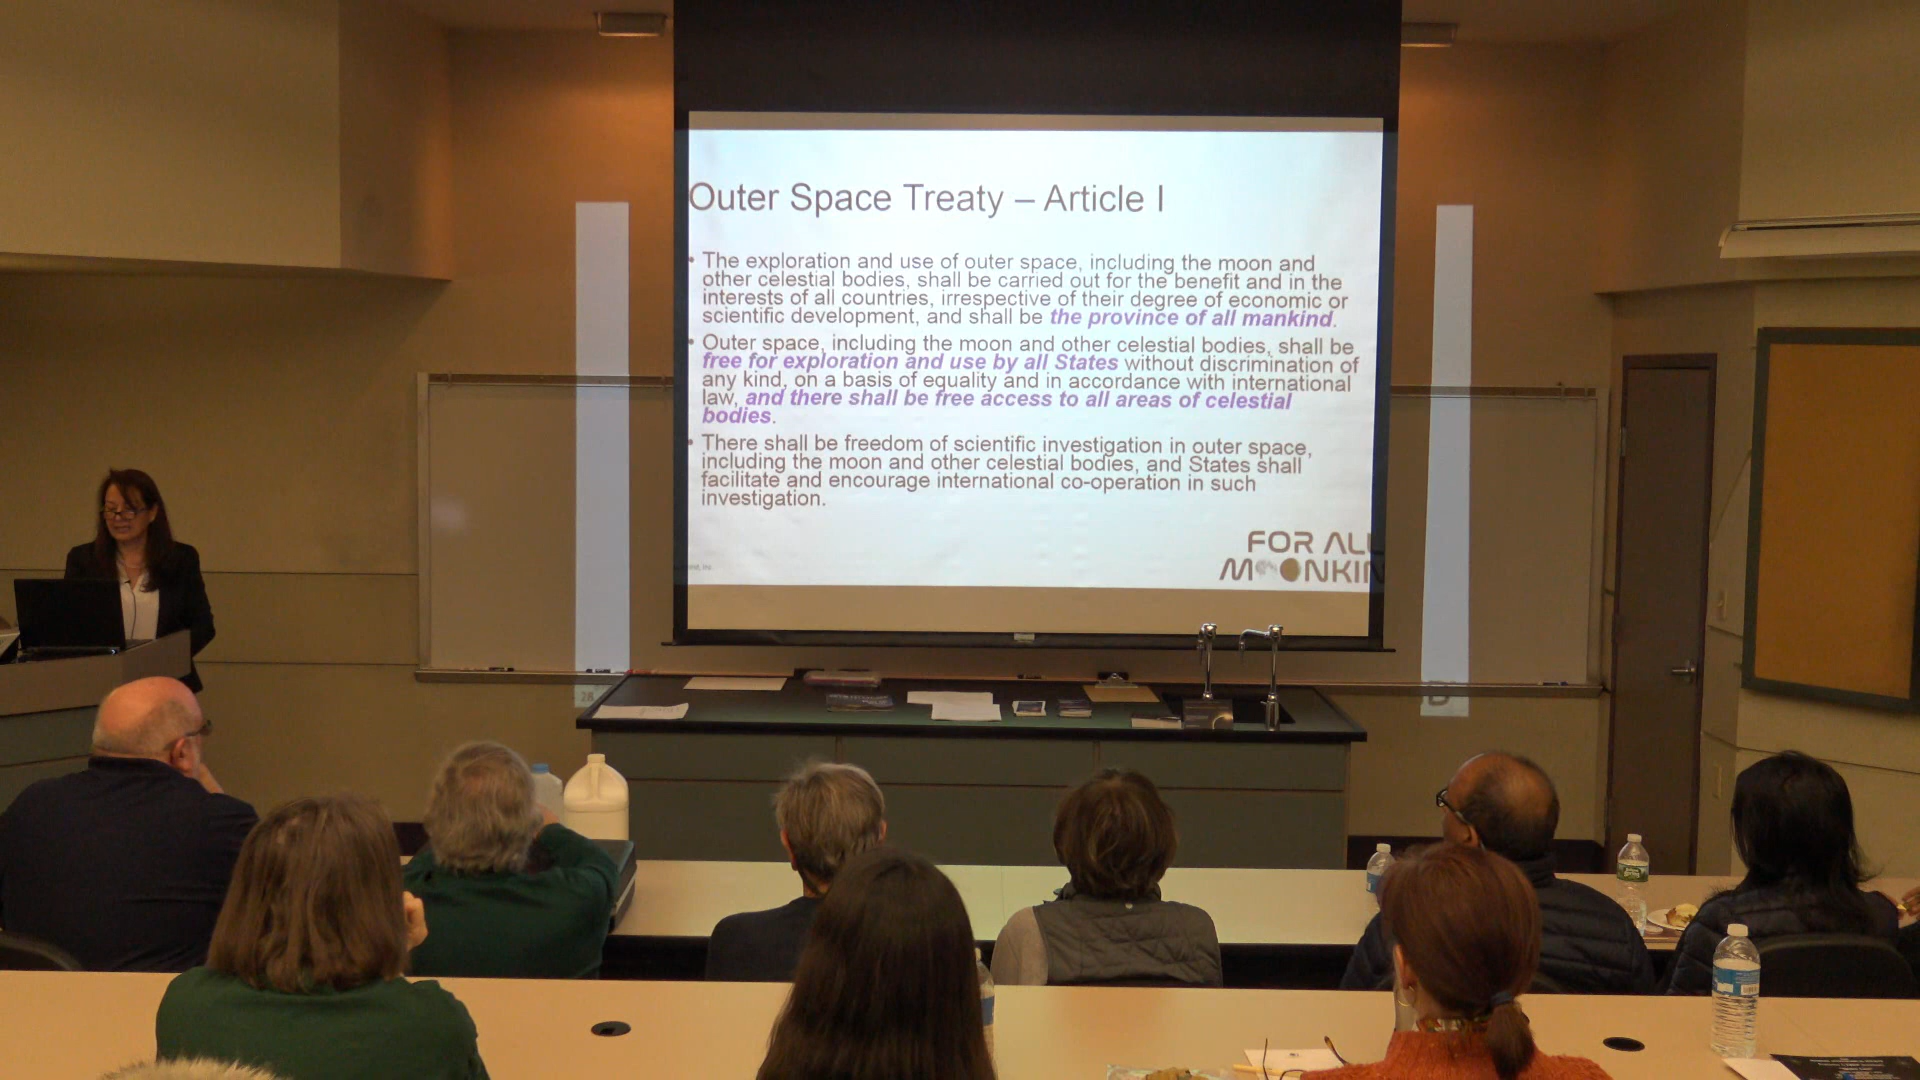 Outer Space Treaty – Article I
• The exploration and use of outer space, including the moon and
other celestial bodies, shall be carried out for the benefit and in the
interests of all countries, irrespective of their degree of economic or
scientific development, and shall be the province of all mankind.
• Outer space, including the moon and other celestial bodies, shall be
free for exploration and use by all States without discrimination of
any kind, on a basis of equality and in accordance with international
law, and there shall be free access to all areas of celestial
bodies.
• There shall be freedom of scientific investigation in outer space,
including the moon and other celestial bodies, and States shall
facilitate and encourage international co-operation in such
investigation.
FOR ALL
MOONKIN
28